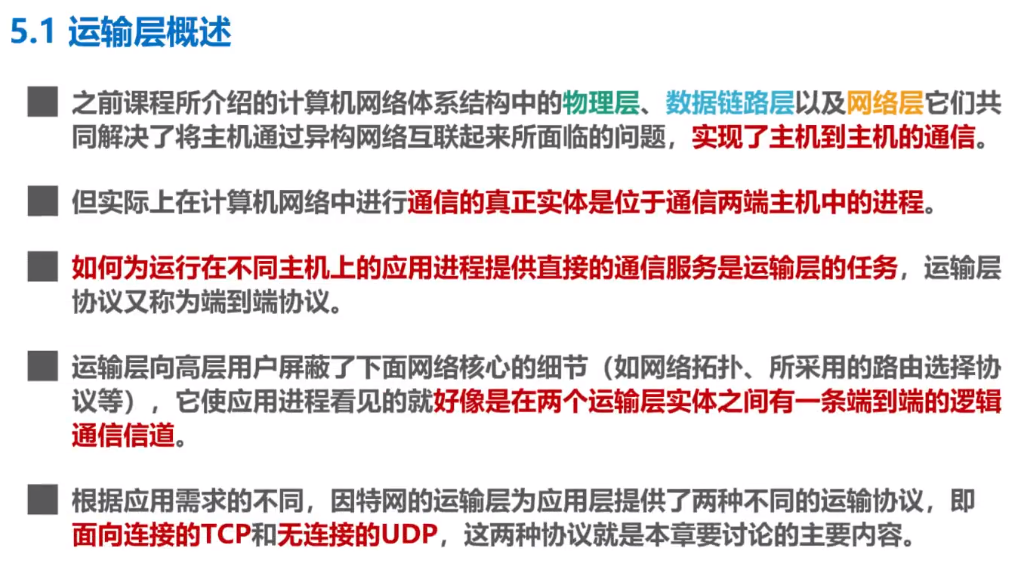 5.1 运输层概述
之前课程所介绍的计算机网络体系结构中的物理层、数据链路层以及网络层它们共
同解决了将主机通过异构网络互联起来所面临的问题，实现了主机到主机的通信。
但实际上在计算机网络中进行通信的真正实体是位于通信两端主机中的进程。
如何为运行在不同主机上的应用进程提供直接的通信服务是运输层的任务，运输层
协议又称为端到端协议。
运输层向高层用户屏蔽了下面网络核心的细节（如网络拓扑、所采用的路由选择协
议等），它使应用进程看见的就好像是在两个运输层实体之间有一条端到端的逻辑
通信信道。
根据应用需求的不同，因特网的运输层为应用层提供了两种不同的运输协议，即
面向连接的TCP和无连接的UDP，这两种协议就是本章要讨论的主要内容。